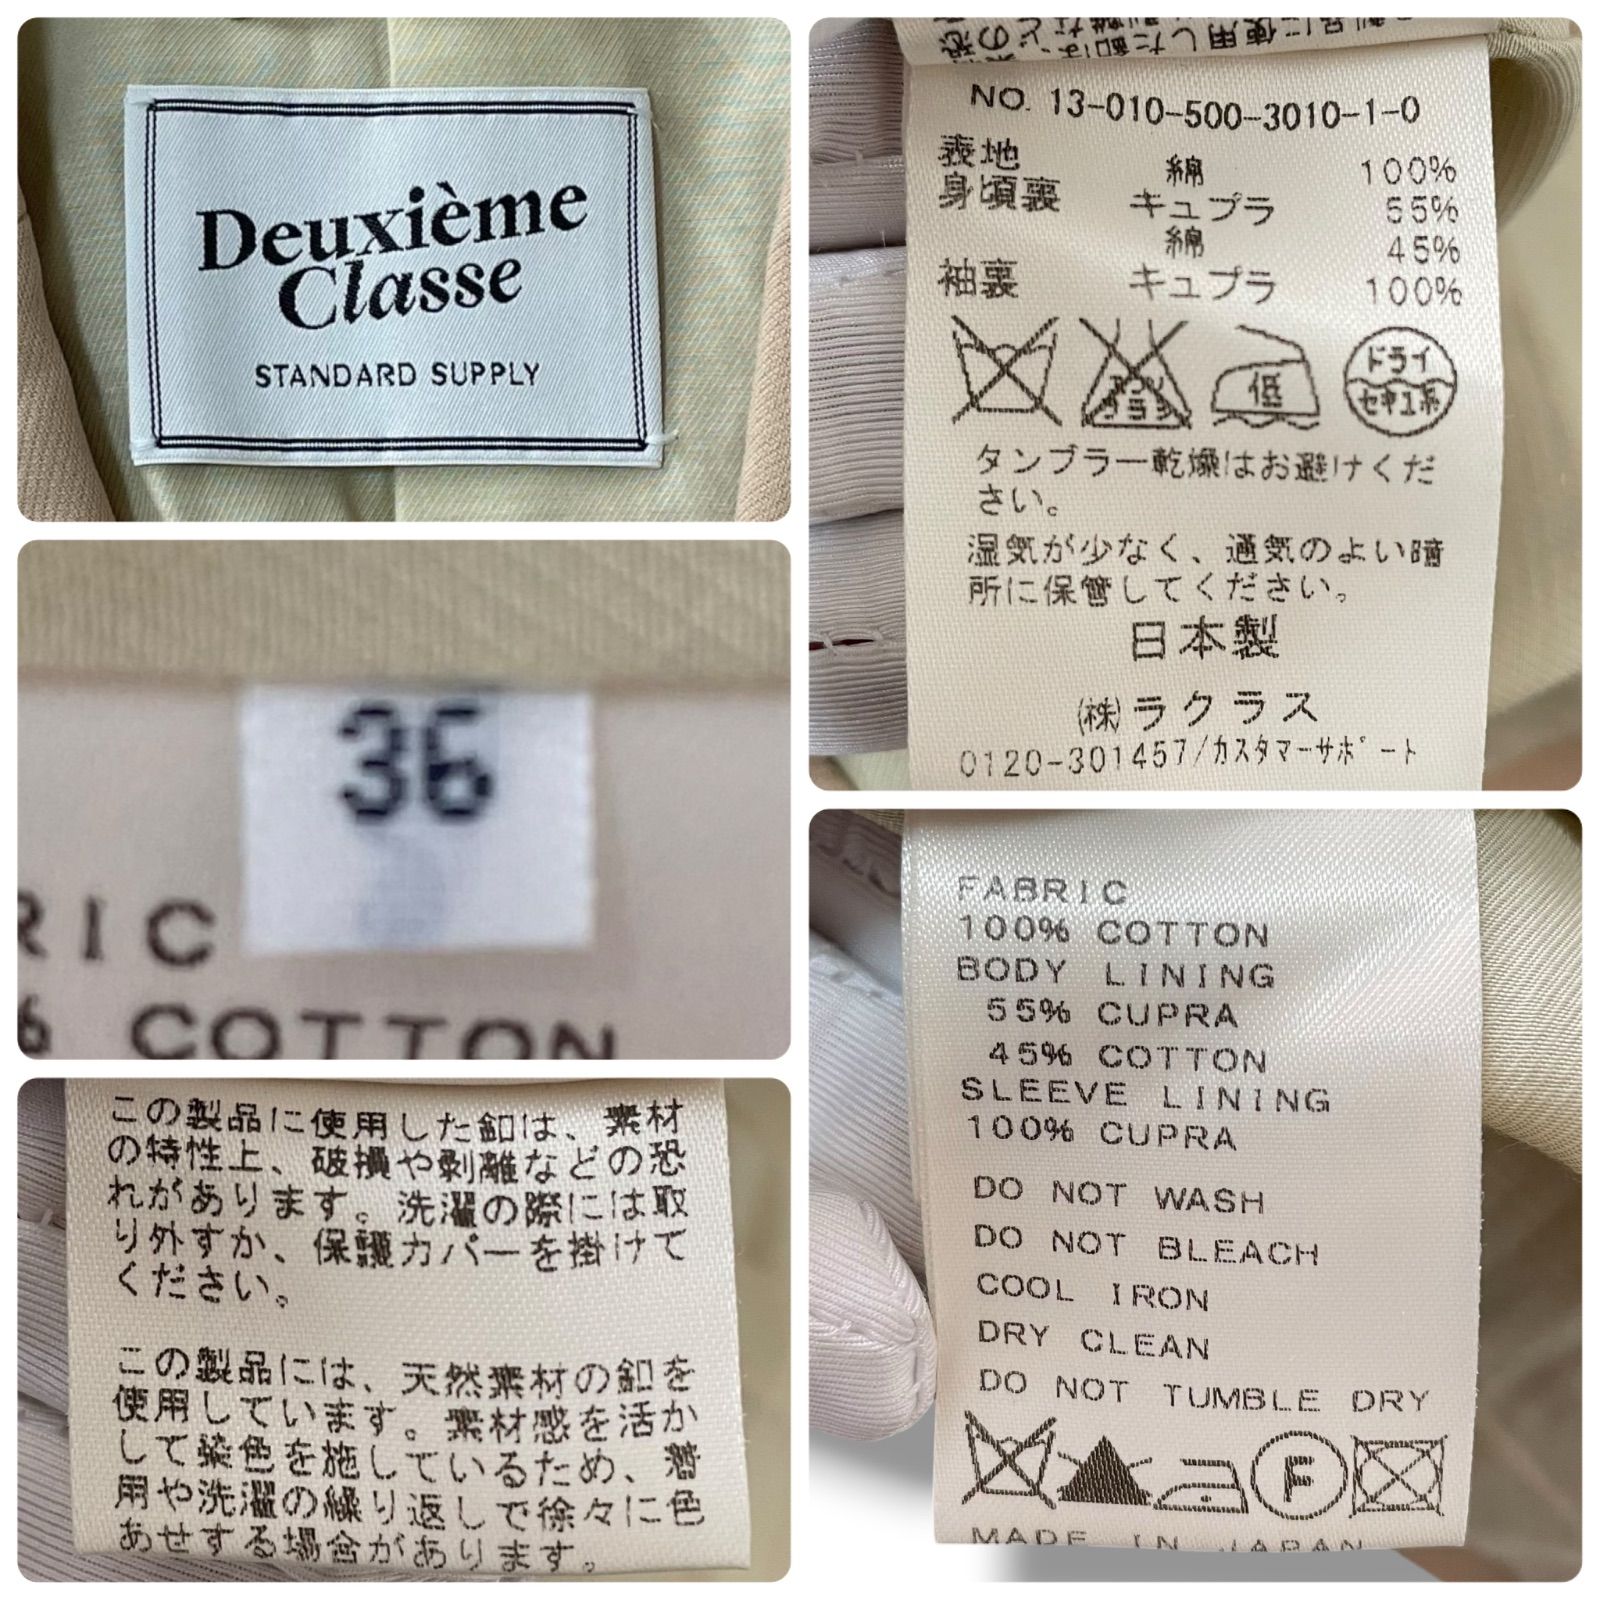 Deuxième
Classe
STANDARD SUPPLY
36
RIC
% COTTON
この製品に使用した釦は、素材
の特性上、破損や剥離などの恐
れがあります。洗濯の際には取
り外すか、保護カバーを掛けて
ください。
この製品には、天然素材の釦を
使用しています。素材感を活か
して染色を施しているため、着
用や洗濯の繰り返しで徐々に色
あせする場合があります。
NO. 13-010-500-3010-1-0
表地 綿 100%
身頃裏 キュプラ 55%
綿 45%
袖裏 キュプラ 100%
低
ドライ
セキユ系
タンブラー乾燥はお避けくだ
さい。
湿気が少なく、通気のよい暗
所に保管してください。
日本製
(株)ラクラス
0120-301457/カスタマーサポート
FABRIC
100% COTTON
BODY LINING
55% CUPRA
45% COTTON
SLEEVE LINING
100% CUPRA
DO NOT WASH
DO NOT BLEACH
COOL IRON
DRY CLEAN
DO NOT TUMBLE DRY
F
MADE IN JAPAN